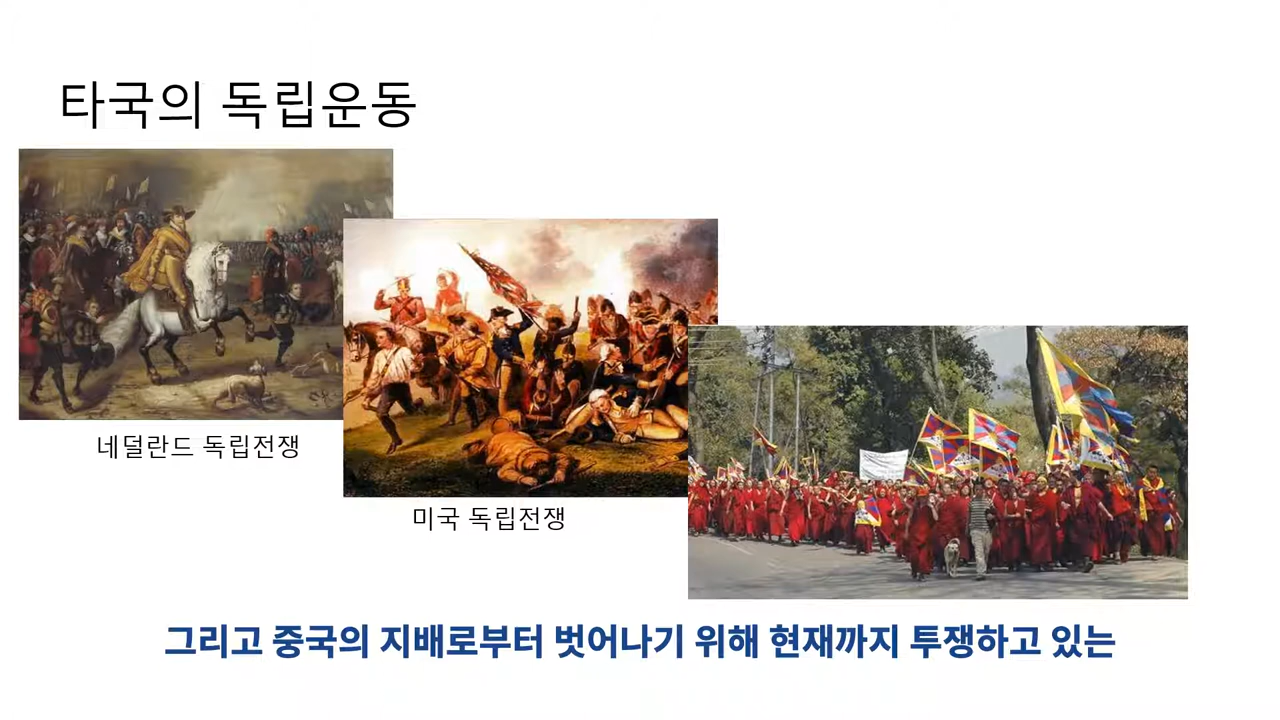 타국의 독립운동
네덜란드 독립전쟁
미국 독립전쟁
그리고 중국의 지배로부터 벗어나기 위해 현재까지 투쟁하고 있는